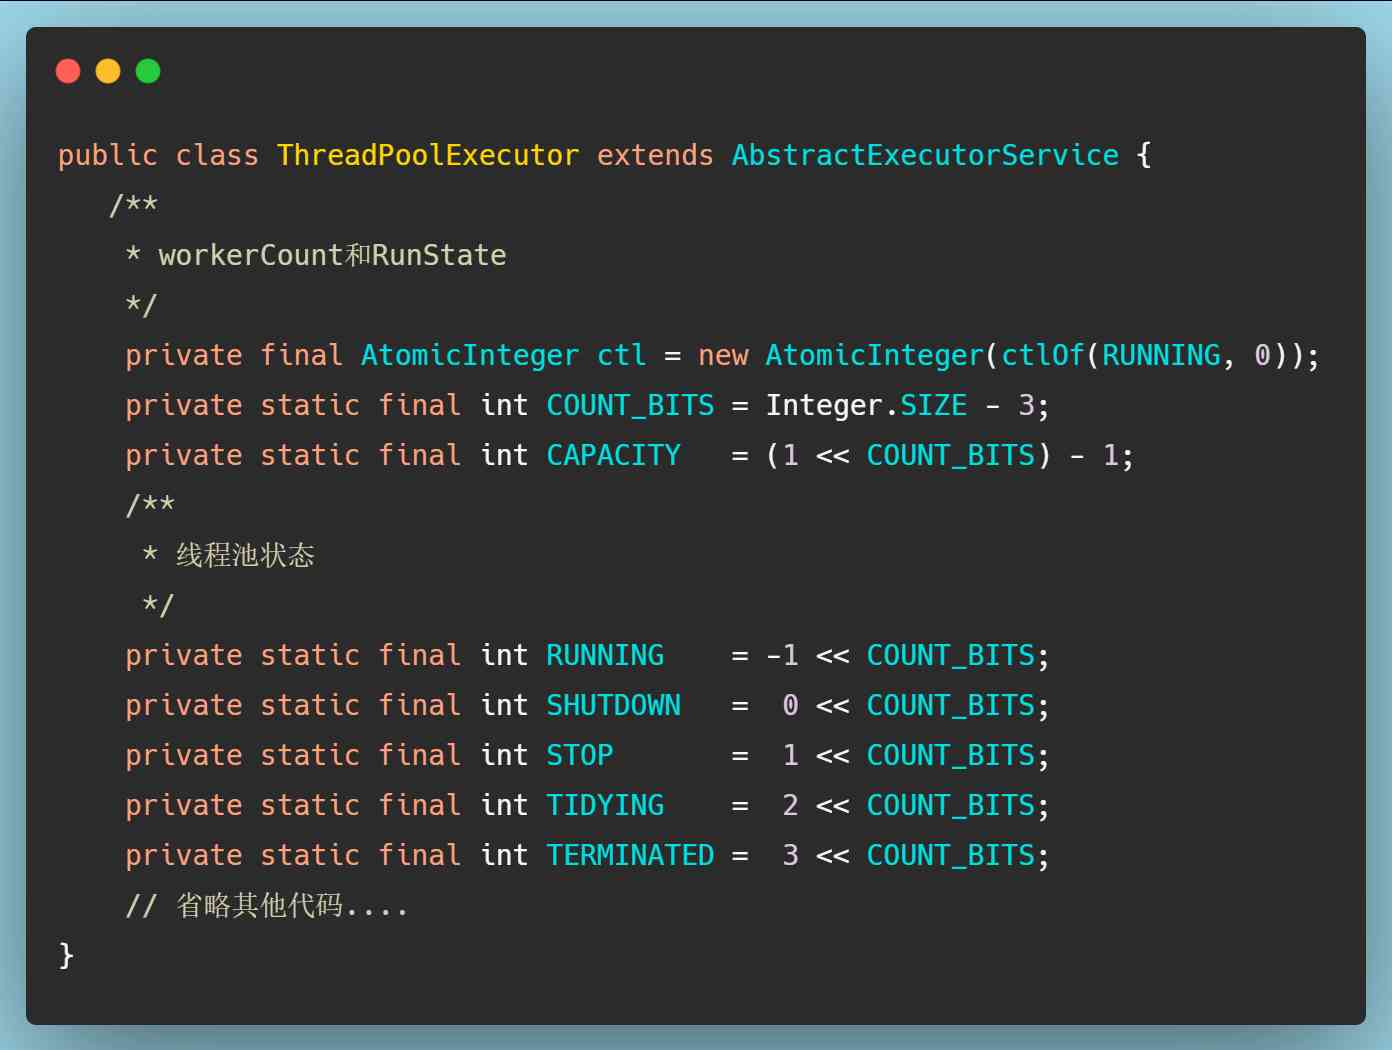 public class ThreadPoolExecutor extends AbstractExecutorService {
   /**
    * workerCount和RunState
    */
    private final AtomicInteger ctl = new AtomicInteger(ctlOf(RUNNING, 0));
    private static final int COUNT_BITS = Integer.SIZE - 3;
    private static final int CAPACITY   = (1 << COUNT_BITS) - 1;
    /**
     * 线程池状态
     */
    private static final int RUNNING    = -1 << COUNT_BITS;
    private static final int SHUTDOWN   =  0 << COUNT_BITS;
    private static final int STOP       =  1 << COUNT_BITS;
    private static final int TIDYING    =  2 << COUNT_BITS;
    private static final int TERMINATED =  3 << COUNT_BITS;
    // 省略其他代码....
}